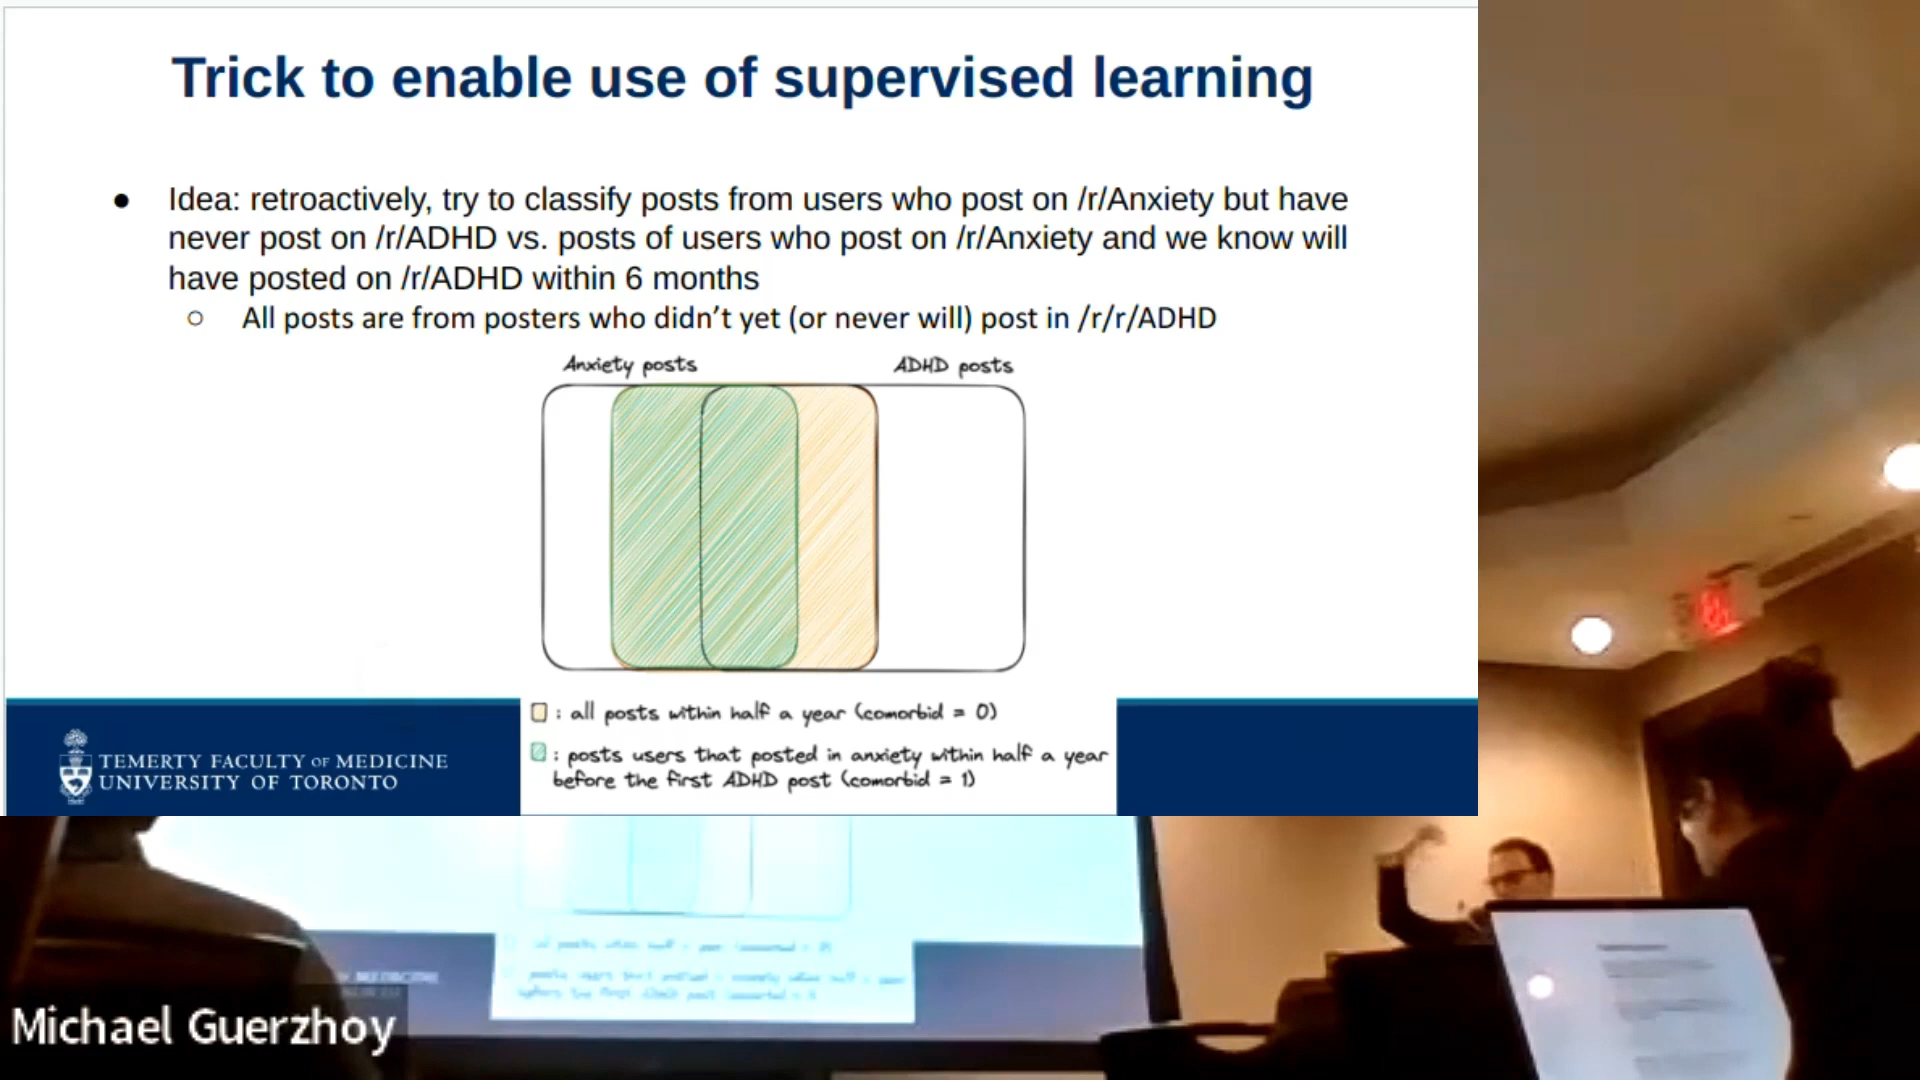 Trick to enable use of supervised learning
● Idea: retroactively, try to classify posts from users who post on /r/Anxiety but have
never post on /r/ADHD vs. posts of users who post on /r/Anxiety and we know will
have posted on /r/ADHD within 6 months
○ All posts are from posters who didn’t yet (or never will) post in /r/r/ADHD
Anxiety posts
ADHD posts
: all posts within half a year (comorbid = 0)
: posts users that posted in anxiety within half a year
before the first ADHD post (comorbid = 1)
TEMERTY FACULTY OF MEDICINE
UNIVERSITY OF TORONTO
Michael Guerzhoy